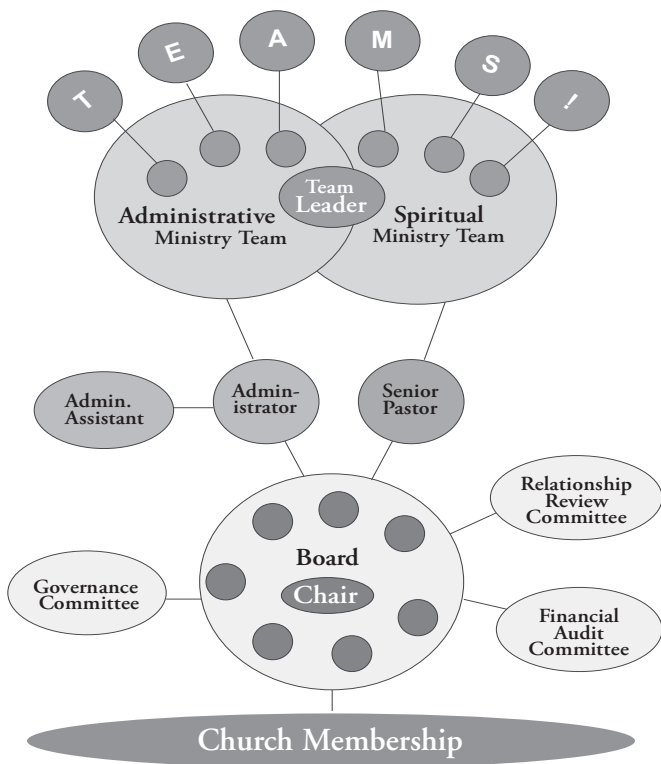 T E A M S !
Team
Leader
Administrative
Ministry Team
Spiritual
Ministry Team
Admin.
Assistant
Admin-
istrator
Senior
Pastor
Relationship
Review
Committee
Board
Chair
Governance
Committee
Financial
Audit
Committee
Church Membership